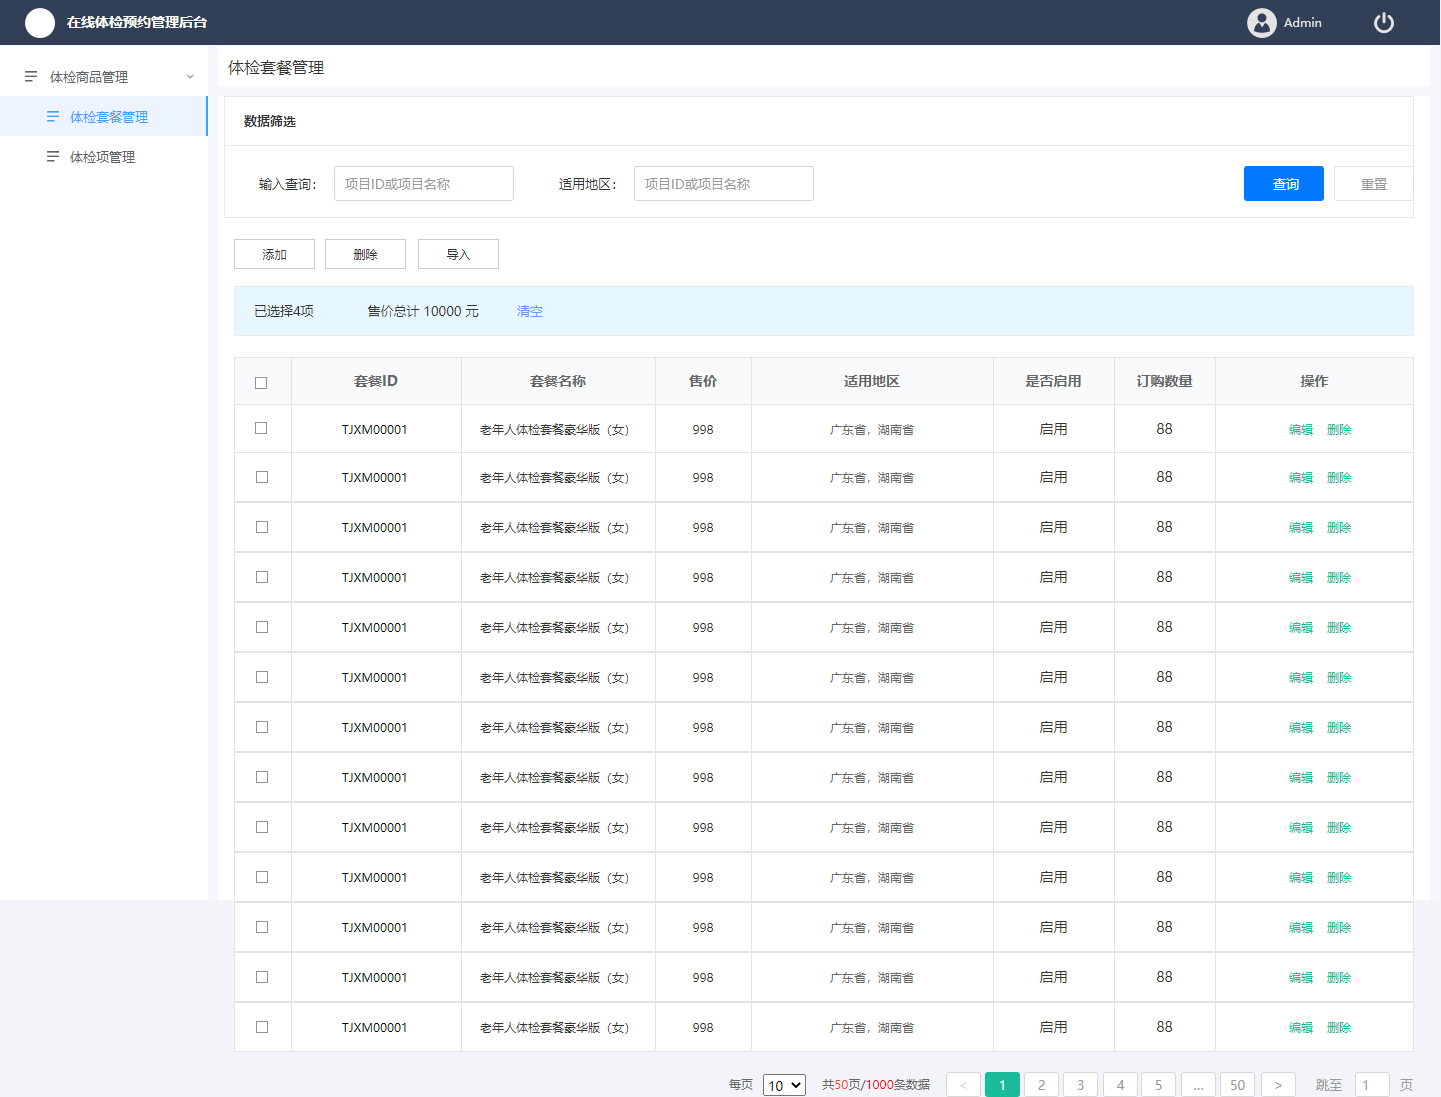 在线体检预约管理后台 Admin
体检商品管理
体检套餐管理
体检项管理
体检套餐管理
数据筛选
输入查询： 项目ID或项目名称 适用地区： 项目ID或项目名称 查询 重置
添加 删除 导入
已选择4项 售价总计 10000 元 清空
套餐ID 套餐名称 售价 适用地区 是否启用 订购数量 操作
TJXM00001 老年人体检套餐豪华版（女） 998 广东省，湖南省 启用 88 编辑 删除
TJXM00001 老年人体检套餐豪华版（女） 998 广东省，湖南省 启用 88 编辑 删除
TJXM00001 老年人体检套餐豪华版（女） 998 广东省，湖南省 启用 88 编辑 删除
TJXM00001 老年人体检套餐豪华版（女） 998 广东省，湖南省 启用 88 编辑 删除
TJXM00001 老年人体检套餐豪华版（女） 998 广东省，湖南省 启用 88 编辑 删除
TJXM00001 老年人体检套餐豪华版（女） 998 广东省，湖南省 启用 88 编辑 删除
TJXM00001 老年人体检套餐豪华版（女） 998 广东省，湖南省 启用 88 编辑 删除
TJXM00001 老年人体检套餐豪华版（女） 998 广东省，湖南省 启用 88 编辑 删除
TJXM00001 老年人体检套餐豪华版（女） 998 广东省，湖南省 启用 88 编辑 删除
TJXM00001 老年人体检套餐豪华版（女） 998 广东省，湖南省 启用 88 编辑 删除
TJXM00001 老年人体检套餐豪华版（女） 998 广东省，湖南省 启用 88 编辑 删除
TJXM00001 老年人体检套餐豪华版（女） 998 广东省，湖南省 启用 88 编辑 删除
TJXM00001 老年人体检套餐豪华版（女） 998 广东省，湖南省 启用 88 编辑 删除
每页 10 共50页/1000条数据 < 1 2 3 4 5 ... 50 > 跳至 1 页